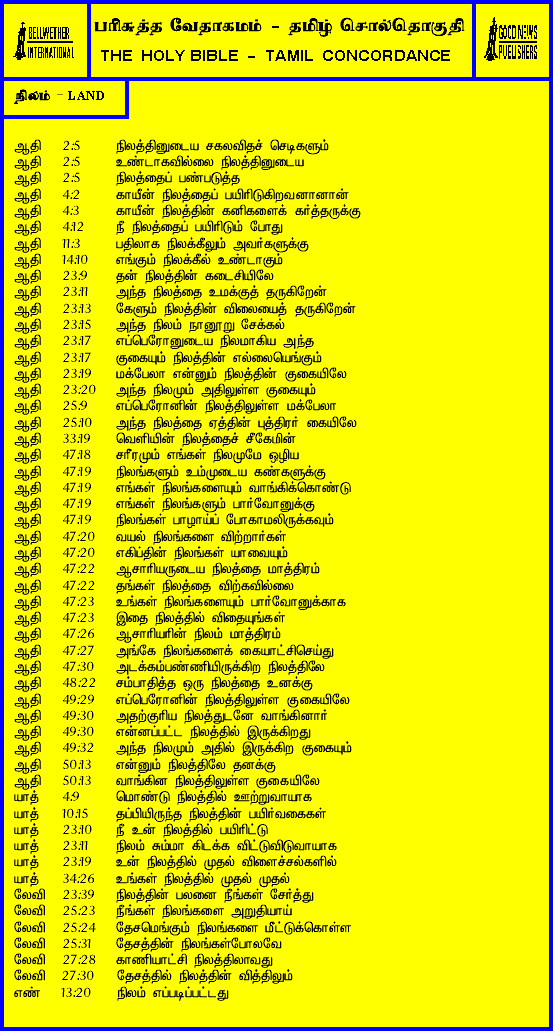 BELLWETHER
INTERNATIONAL
பரிசுத்த வேதாகமம் - தமிழ் சொல்தொகுதி
THE HOLY BIBLE - TAMIL CONCORDANCE
GOOD NEWS
PUBLISHERS
நிலம் - LAND
ஆதி 2:5 நிலத்தினுடைய சகலவிதச் செடிகளும்
ஆதி 2:5 உண்டாகவில்லை நிலத்தினுடைய
ஆதி 2:5 நிலத்தைப் பண்படுத்த
ஆதி 4:2 காயீன் நிலத்தைப் பயிரிடுகிறவனானான்
ஆதி 4:3 காயீன் நிலத்தின் கனிகளைக் கர்த்தருக்கு
ஆதி 4:12 நீ நிலத்தைப் பயிரிடும் போது
ஆதி 11:3 பதிலாக நிலக்கீலும் அவர்களுக்கு
ஆதி 14:10 எங்கும் நிலக்கீல் உண்டாகும்
ஆதி 23:9 தன் நிலத்தின் கடைசியிலே
ஆதி 23:11 அந்த நிலத்தை உமக்குத் தருகிறேன்
ஆதி 23:13 கேளும் நிலத்தின் விலையைத் தருகிறேன்
ஆதி 23:15 அந்த நிலம் நானூறு சேக்கல்
ஆதி 23:17 எப்பெரோனுடைய நிலமாகிய அந்த
ஆதி 23:17 குகையும் நிலத்தின் எல்லையெங்கும்
ஆதி 23:19 மக்பேலா என்னும் நிலத்தின் குகையிலே
ஆதி 23:20 அந்த நிலமும் அதிலுள்ள குகையும்
ஆதி 25:9 எப்பெரோனின் நிலத்திலுள்ள மக்பேலா
ஆதி 25:10 அந்த நிலத்தை ஏத்தின் புத்திரர் கையிலே
ஆதி 33:19 வெளியின் நிலத்தைச் சீகேமின்
ஆதி 47:18 சரீரமும் எங்கள் நிலமுமே ஒழிய
ஆதி 47:19 நிலங்களும் உம்முடைய கண்களுக்கு
ஆதி 47:19 எங்கள் நிலங்களையும் வாங்கிக்கொண்டு
ஆதி 47:19 எங்கள் நிலங்களும் பார்வோனுக்கு
ஆதி 47:19 நிலங்கள் பாழாய்ப் போகாமலிருக்கவும்
ஆதி 47:20 வயல் நிலங்களை விற்றார்கள்
ஆதி 47:20 எகிப்தின் நிலங்கள் யாவையும்
ஆதி 47:22 ஆசாரியருடைய நிலத்தை மாத்திரம்
ஆதி 47:22 தங்கள் நிலத்தை விற்கவில்லை
ஆதி 47:23 உங்கள் நிலங்களையும் பார்வோனுக்காக
ஆதி 47:23 இதை நிலத்தில் விதையுங்கள்
ஆதி 47:26 ஆசாரியரின் நிலம் மாத்திரம்
ஆதி 47:27 அங்கே நிலங்களைக் கையாட்சிசெய்து
ஆதி 47:30 அடக்கம்பண்ணியிருக்கிற நிலத்திலே
ஆதி 48:22 சம்பாதித்த ஒரு நிலத்தை உனக்கு
ஆதி 49:29 எப்பெரோனின் நிலத்திலுள்ள குகையிலே
ஆதி 49:30 அதற்குரிய நிலத்துடனே வாங்கினார்
ஆதி 49:30 என்னப்பட்ட நிலத்தில் இருக்கிறது
ஆதி 49:32 அந்த நிலமும் அதில் இருக்கிற குகையும்
ஆதி 50:13 என்னும் நிலத்திலே தனக்கு
ஆதி 50:13 வாங்கின நிலத்திலுள்ள குகையிலே
யாத் 4:9 மொண்டு நிலத்தில் ஊற்றுவாயாக
யாத் 10:15 தப்பியிருந்த நிலத்தின் பயிர்வகைகள்
யாத் 23:10 நீ உன் நிலத்தில் பயிரிட்டு
யாத் 23:11 நிலம் சும்மா கிடக்க விட்டுவிடுவாயாக
யாத் 23:19 உன் நிலத்தில் முதல் விளைச்சல்களில்
யாத் 34:26 உங்கள் நிலத்தில் முதல் முதல்
லேவி 23:39 நிலத்தின் பலனை நீங்கள் சேர்த்து
லேவி 25:23 நீங்கள் நிலங்களை அறுதியாய்
லேவி 25:24 தேசமெங்கும் நிலங்களை மீட்டுக்கொள்ள
லேவி 25:31 தேசத்தின் நிலங்கள்போலவே
லேவி 27:28 காணியாட்சி நிலத்திலாவது
லேவி 27:30 தேசத்தில் நிலத்தின் வித்திலும்
எண் 13:20 நிலம் எப்படிப்பட்டது